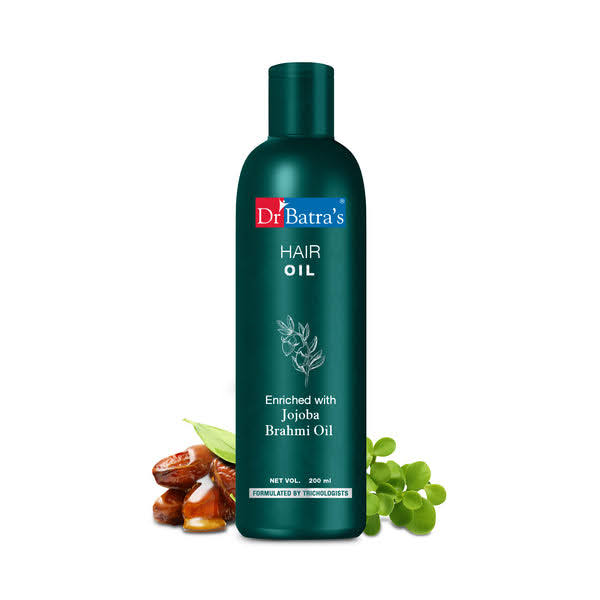 Dr Batra's®
HAIR
OIL
Enriched with
Jojoba
Brahmi Oil
NET VOL. 200 ml
FORMULATED BY TRICHOLOGISTS